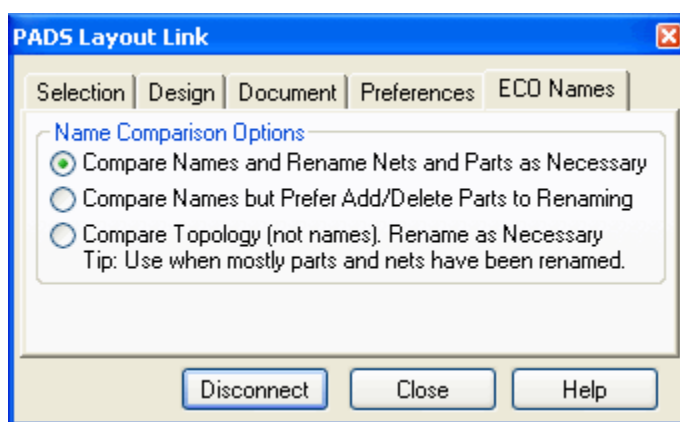 PADS Layout Link
Selection Design Document Preferences ECO Names
Name Comparison Options
Compare Names and Rename Nets and Parts as Necessary
Compare Names but Prefer Add/Delete Parts to Renaming
Compare Topology (not names). Rename as Necessary
Tip: Use when mostly parts and nets have been renamed.
Disconnect Close Help